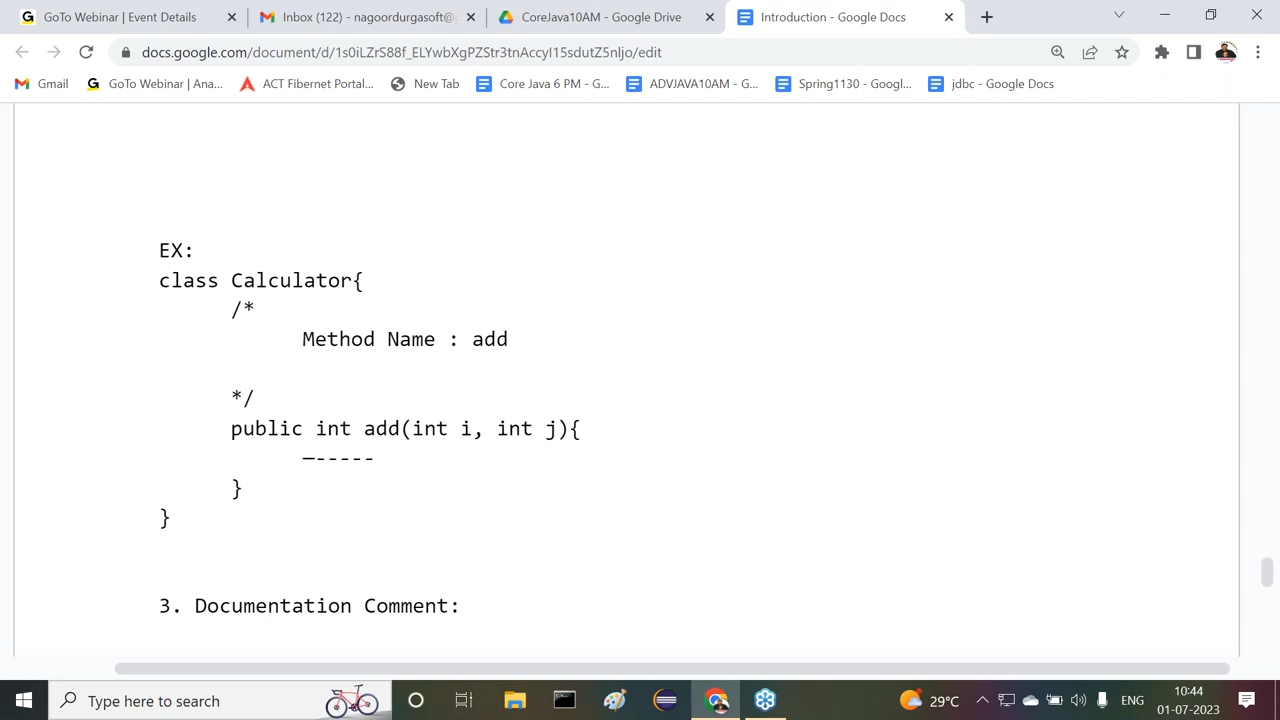 GoTo Webinar | Event Details
Inbox (122) - nagoordurgasoft@
CoreJava10AM - Google Drive
Introduction - Google Docs
docs.google.com/document/d/1s0iLZrS88f_ELYwbXgPZStr3tnAccyI15sdutZ5nljo/edit
Gmail
GoTo Webinar | Ana...
ACT Fibernet Portal...
New Tab
Core Java 6 PM - G...
ADVJAVA10AM - G...
Spring1130 - Googl...
jdbc - Google Docs
EX:
class Calculator{
/*
Method Name : add
*/
public int add(int i, int j){
—-----
}
}
3. Documentation Comment:
Type here to search
29°C
ENG
10:44
01-07-2023